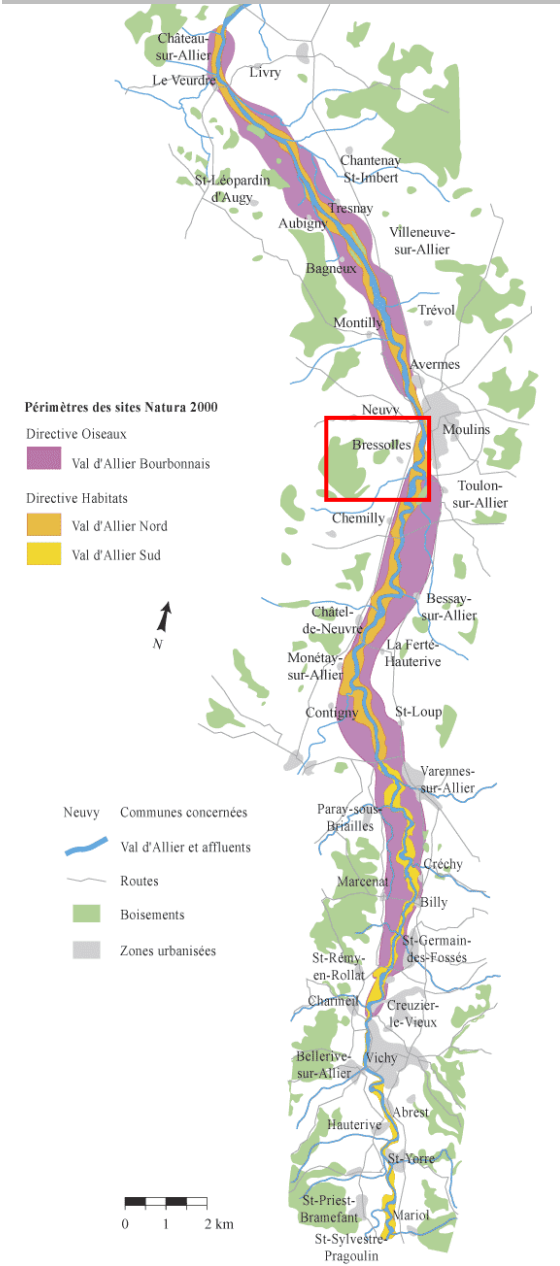 Château-
sur-Allier
Livry
Le Veurdre
Chantenay
St-Imbert
St-Léopardin
d'Augy
Tresnay
Aubigny
Villeneuve-
sur-Allier
Bagneux
Trévol
Montilly
Avermes
Périmètres des sites Natura 2000
Directive Oiseaux
Val d'Allier Bourbonnais
Directive Habitats
Val d'Allier Nord
Val d'Allier Sud
Neuvy
Moulins
Bressolles
Toulon-
sur-Allier
Chemilly
N
Bessay-
sur-Allier
Châtel-
de-Neuvre
La Ferté-
Hauterive
Monétay-
sur-Allier
Contigny
St-Loup
Varennes-
sur-Allier
Neuvy Communes concernées
Val d'Allier et affluents
Routes
Boisements
Zones urbanisées
Paray-sous-
Briailles
Créchy
Marcenat
Billy
St-Germain-
des-Fossés
St-Rémy-
en-Rollat
Charmeil
Creuzier-
le-Vieux
Bellerive-
sur-Allier
Vichy
Abrest
Hauterive
St-Yorre
St-Priest-
Bramefant
Mariol
St-Sylvestre-
Pragoulin
0 1 2 km